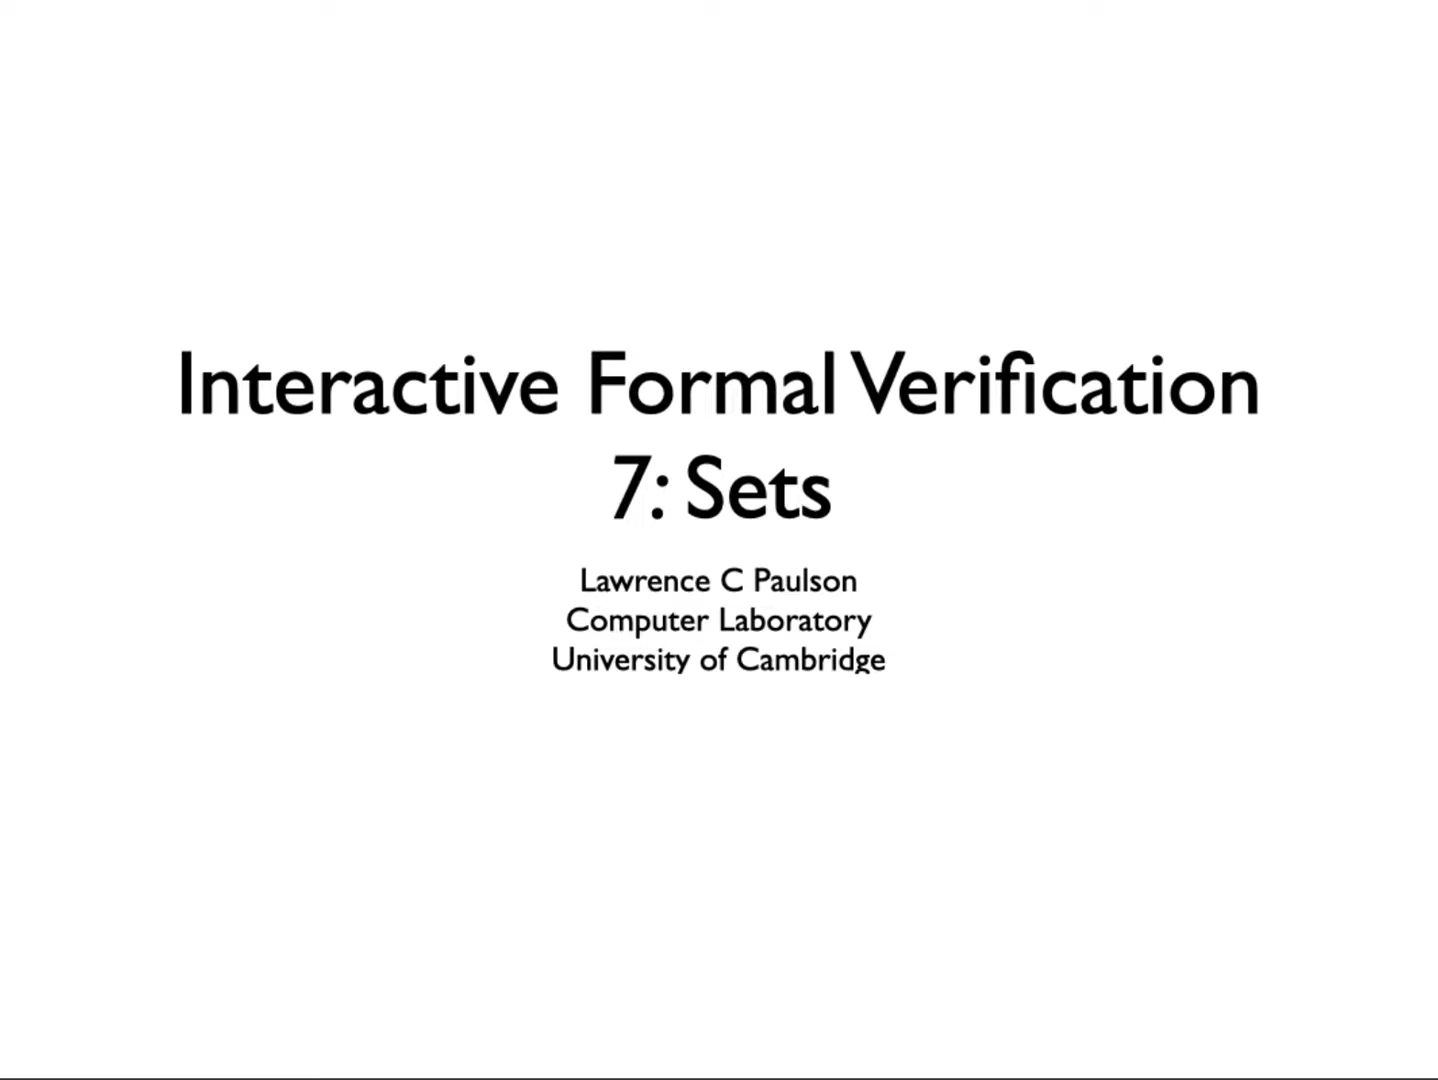 Interactive Formal Verification
7: Sets
Lawrence C Paulson
Computer Laboratory
University of Cambridge